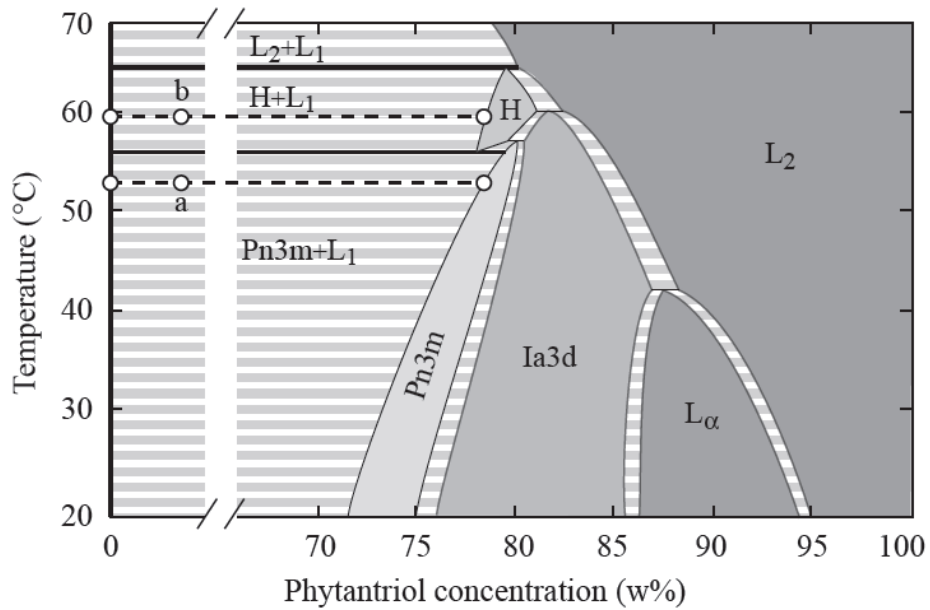 70
60
50
40
30
20
Temperature (°C)
L₂+L₁
b
H+L₁
H
L₂
a
Pn3m+L₁
Pn3m
Ia3d
Lα
0
70
75
80
85
90
95
100
Phytantriol concentration (w%)